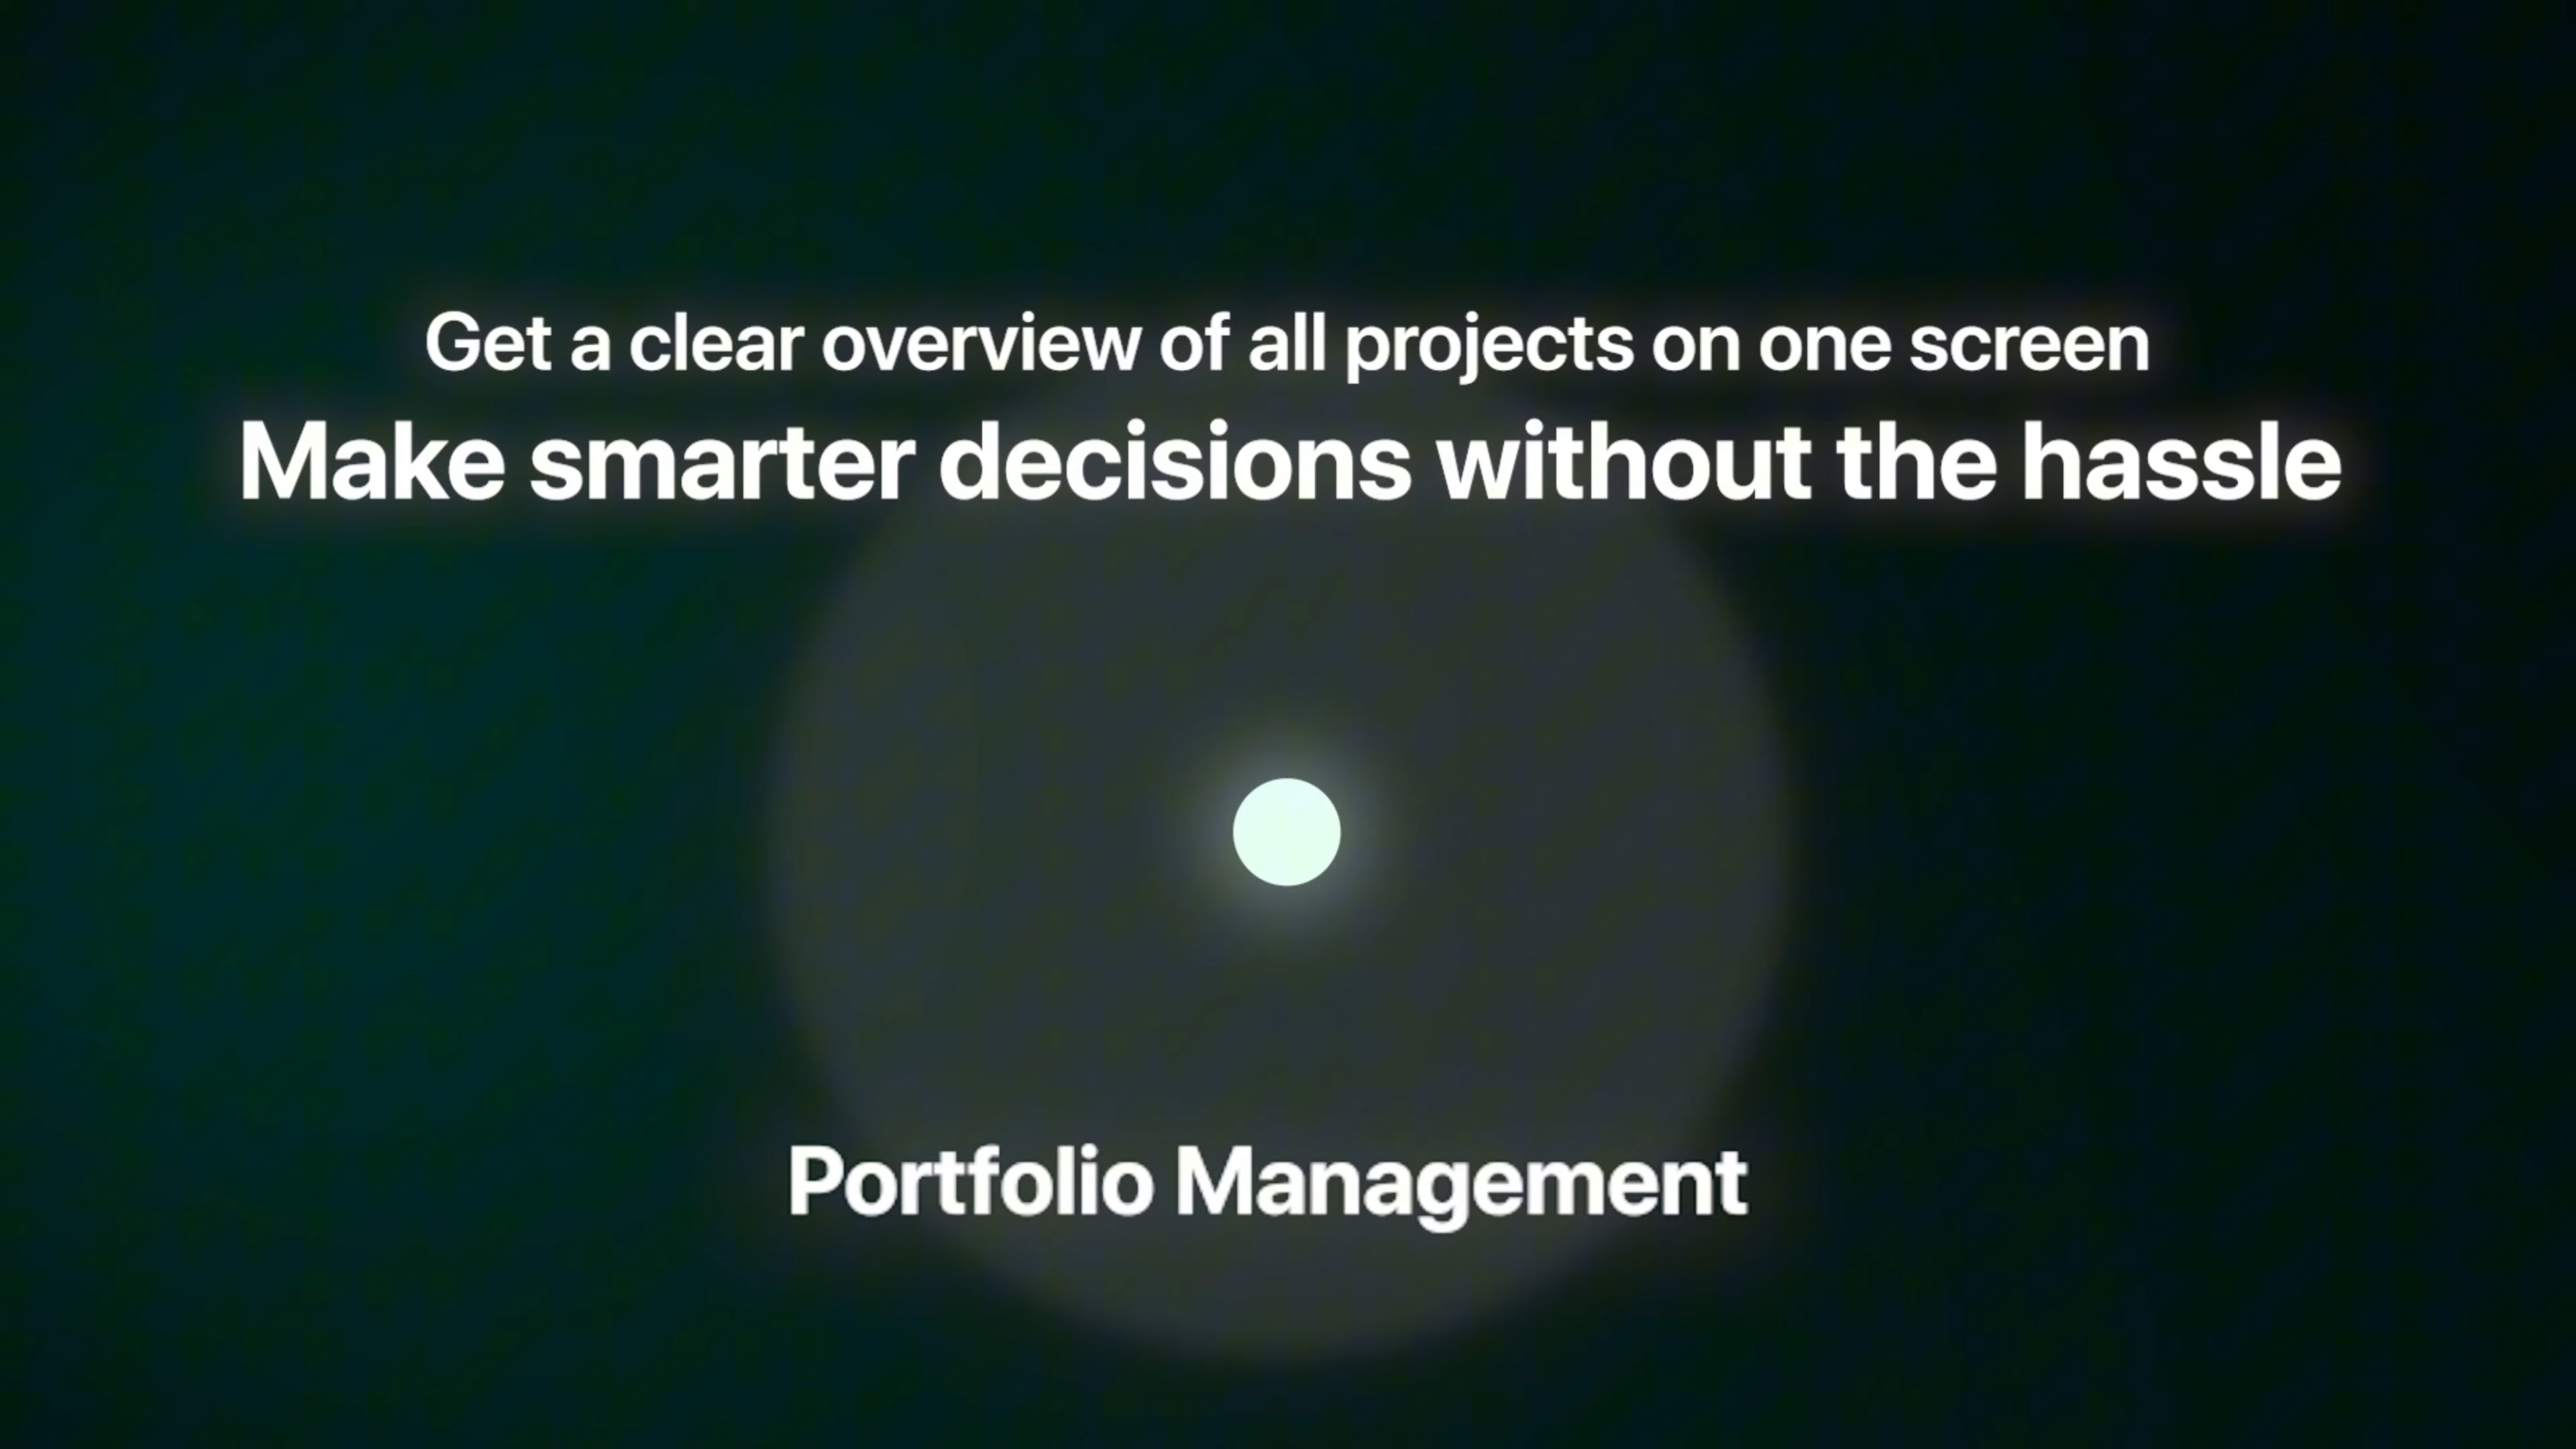 Get a clear overview of all projects on one screen
Make smarter decisions without the hassle
Portfolio Management